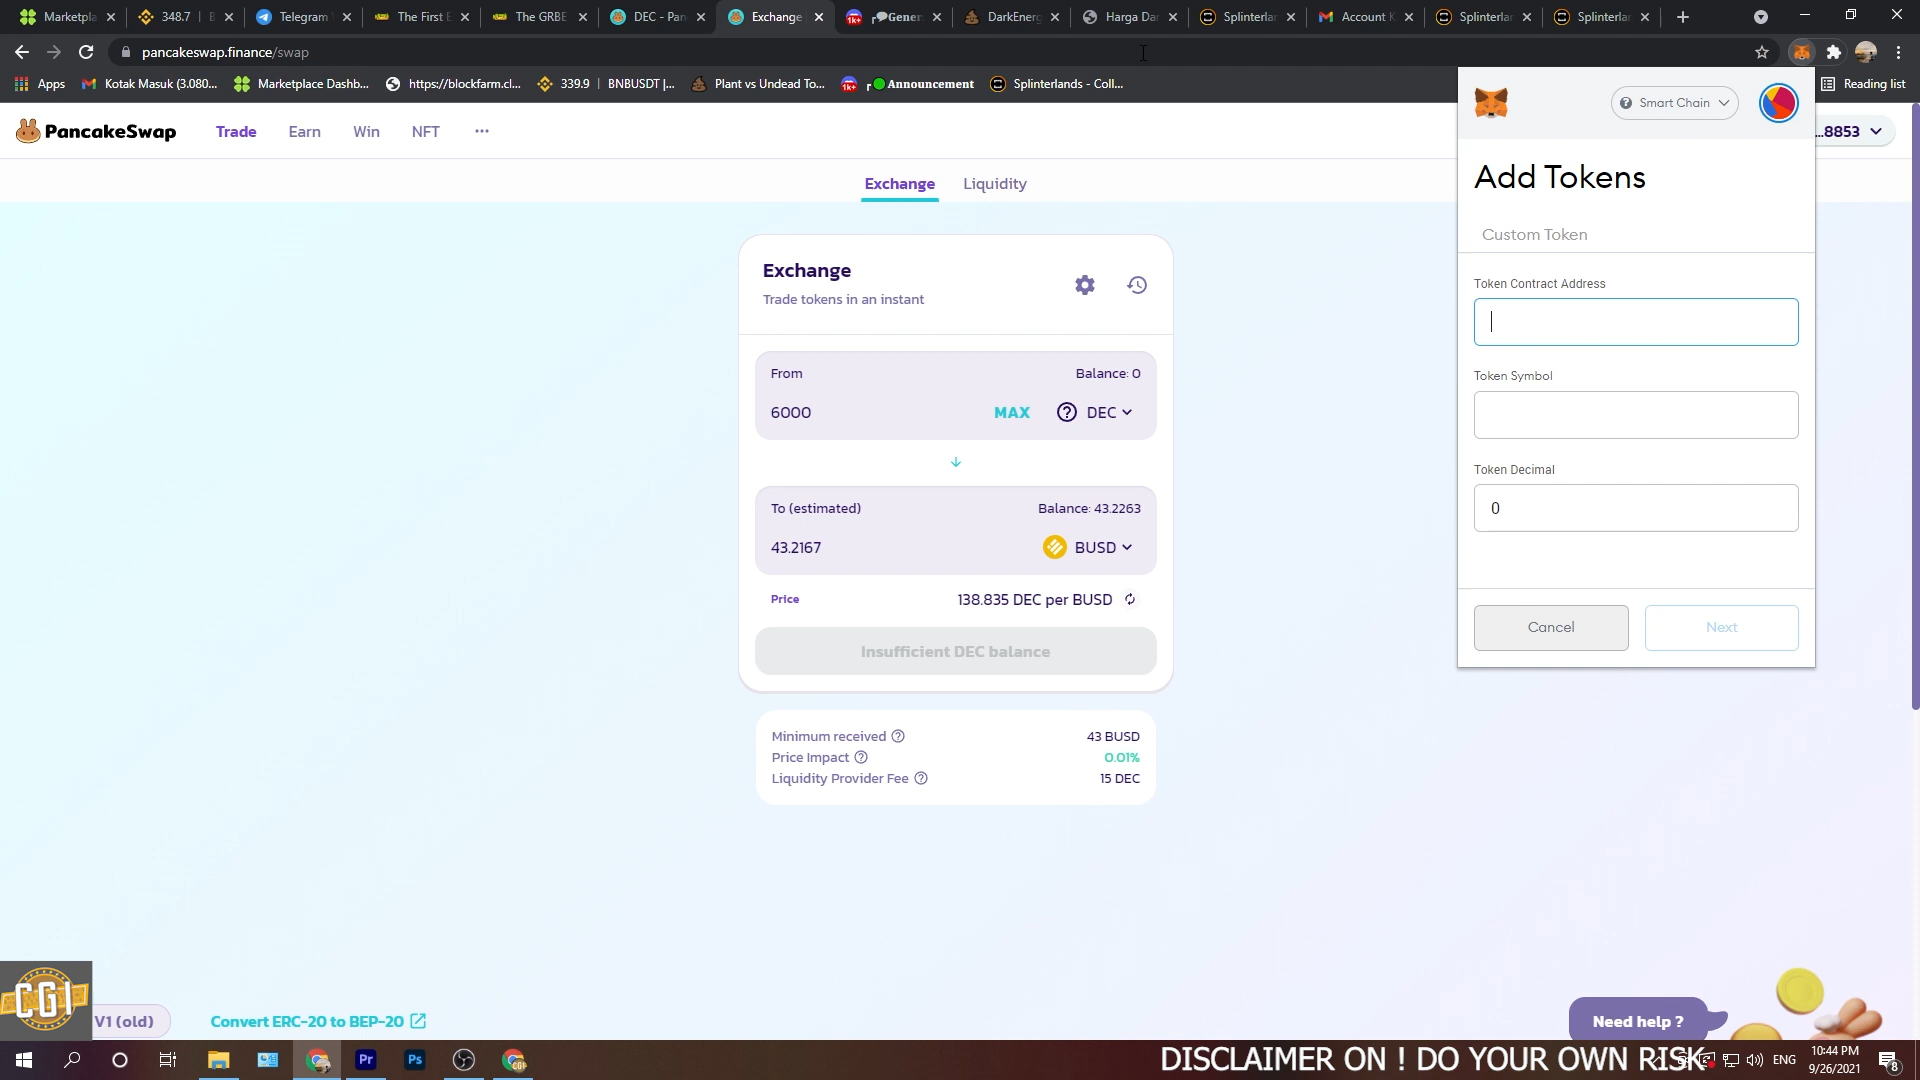 Marketpla
348.7 | B
Telegram
The First E
The GRBE
DEC - Pan
Exchange
Gener
DarkEnerg
Harga Dar
Splinterlan
Account K
Splinterlan
Splinterlan
pancakeswap.finance/swap
Apps
Kotak Masuk (3.080...
Marketplace Dashb...
https://blockfarm.cl...
339.9 | BNBUSDT |...
Plant vs Undead To...
1k+
Announcement
Splinterlands - Coll...
Reading list
PancakeSwap
Trade
Earn
Win
NFT
...8853
Exchange
Liquidity
Exchange
Trade tokens in an instant
From
Balance: 0
6000
MAX
DEC
To (estimated)
Balance: 43.2263
43.2167
BUSD
Price
138.835 DEC per BUSD
Insufficient DEC balance
Minimum received
43 BUSD
Price Impact
0.01%
Liquidity Provider Fee
15 DEC
Smart Chain
Add Tokens
Custom Token
Token Contract Address
Token Symbol
Token Decimal
0
Cancel
Next
CGI
V1 (old)
Convert ERC-20 to BEP-20
Need help ?
DISCLAIMER ON ! DO YOUR OWN RISK
ENG
10:44 PM
9/26/2021
8